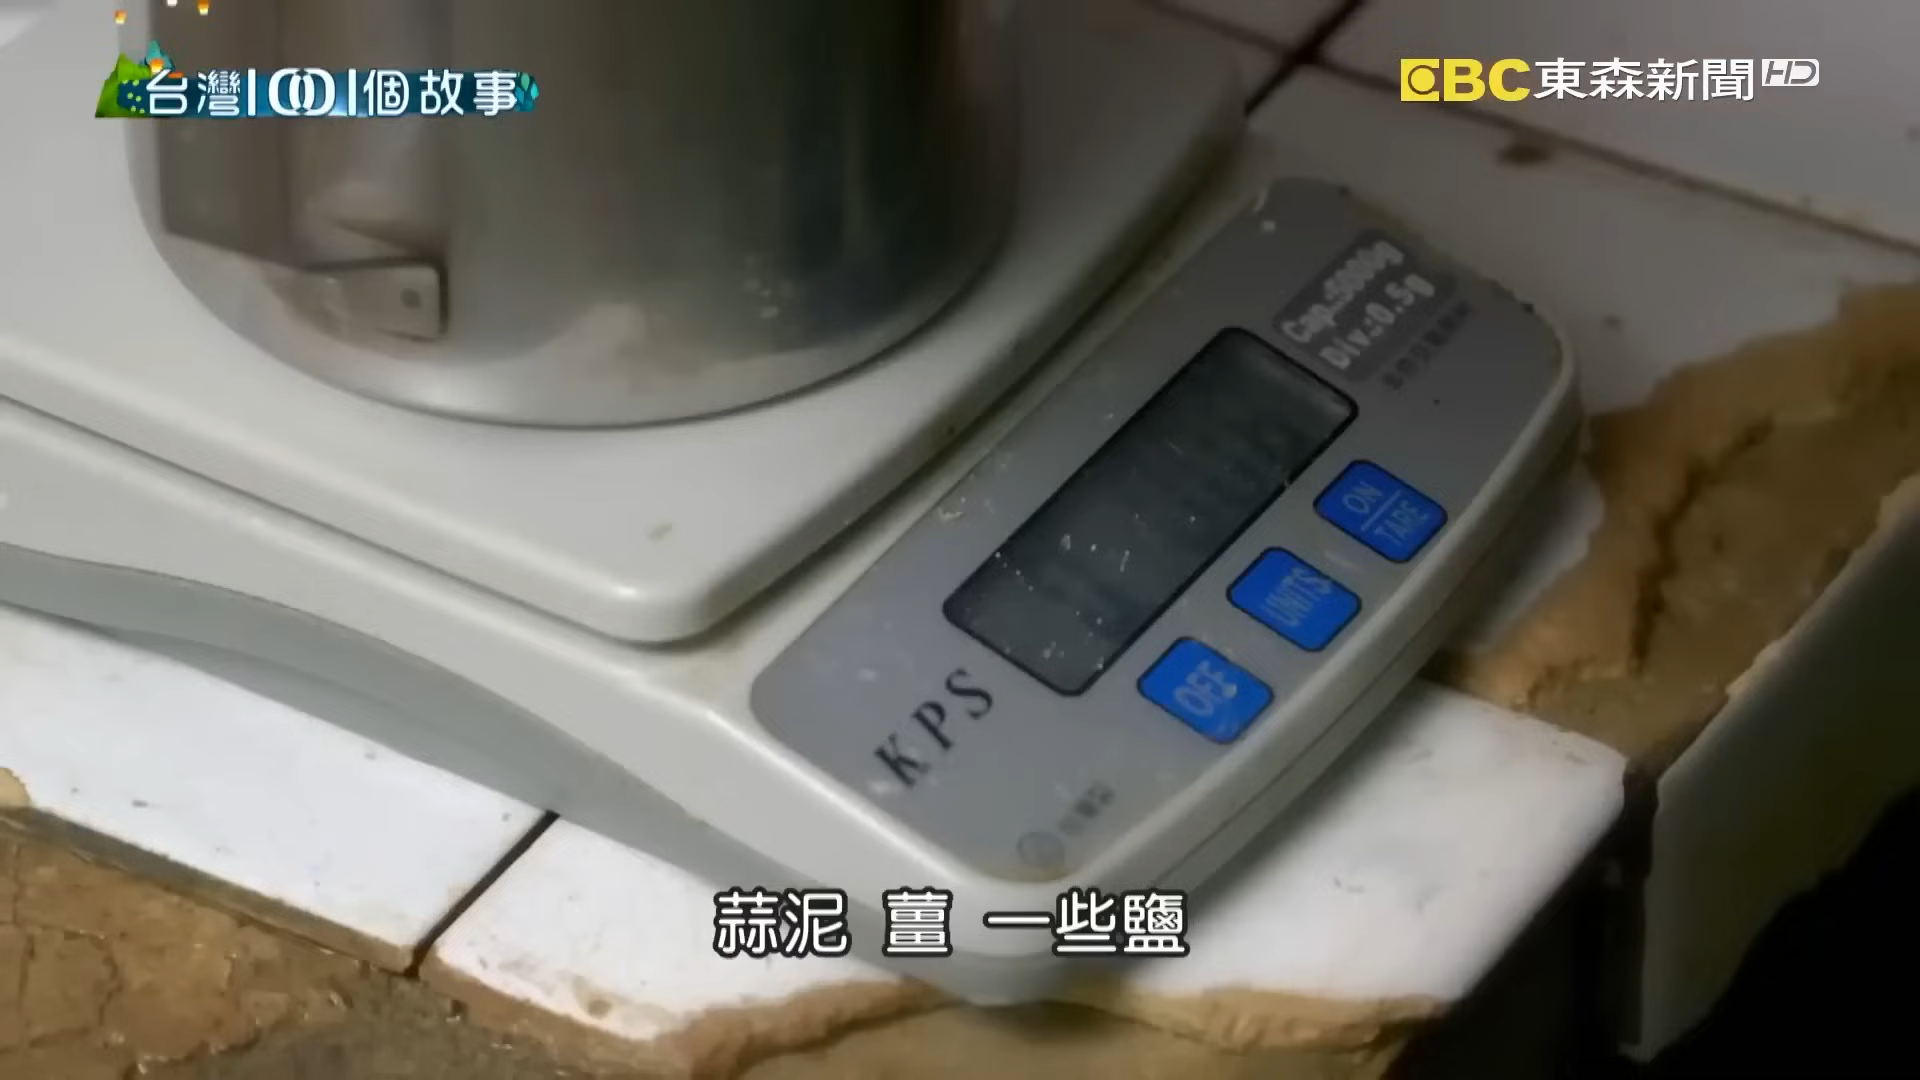 台灣1001個故事
EBC東森新聞HD
Cap.:5000g
Div.:0.5g
ON
TARE
UNITS
OFF
KPS
蒜泥 薑 一些鹽